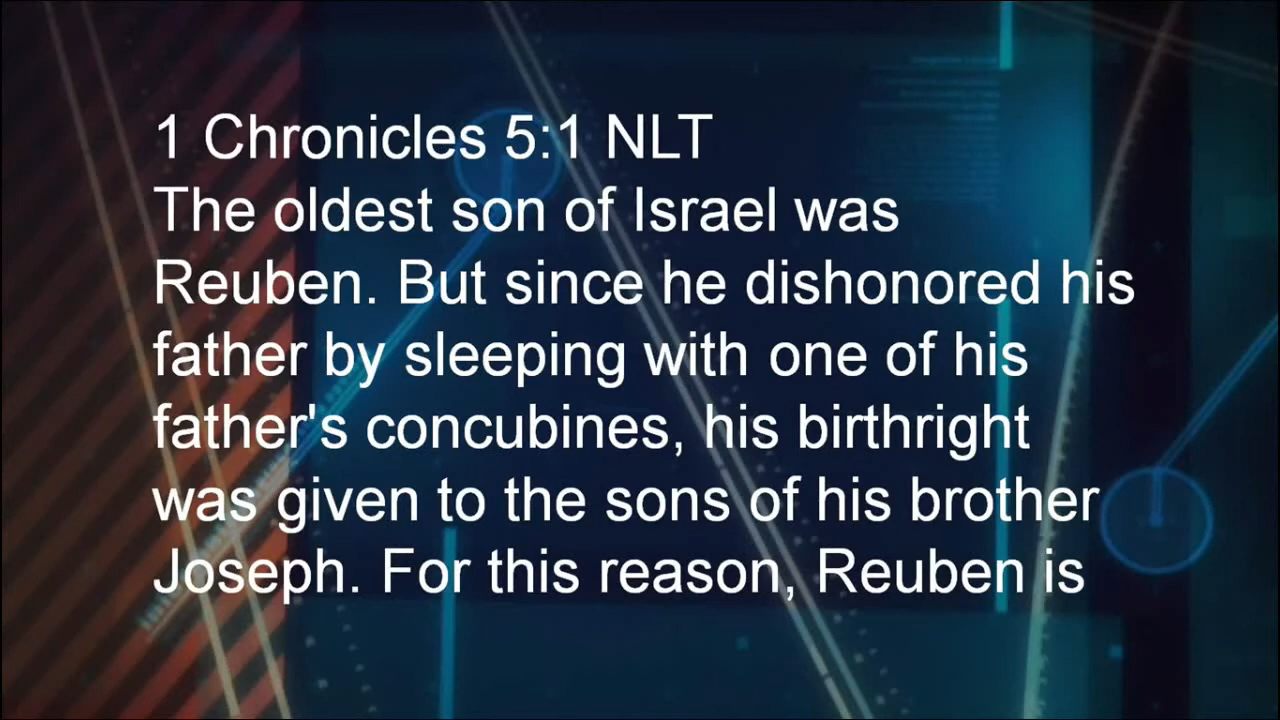 1 Chronicles 5:1 NLT
The oldest son of Israel was
Reuben. But since he dishonored his
father by sleeping with one of his
father's concubines, his birthright
was given to the sons of his brother
Joseph. For this reason, Reuben is